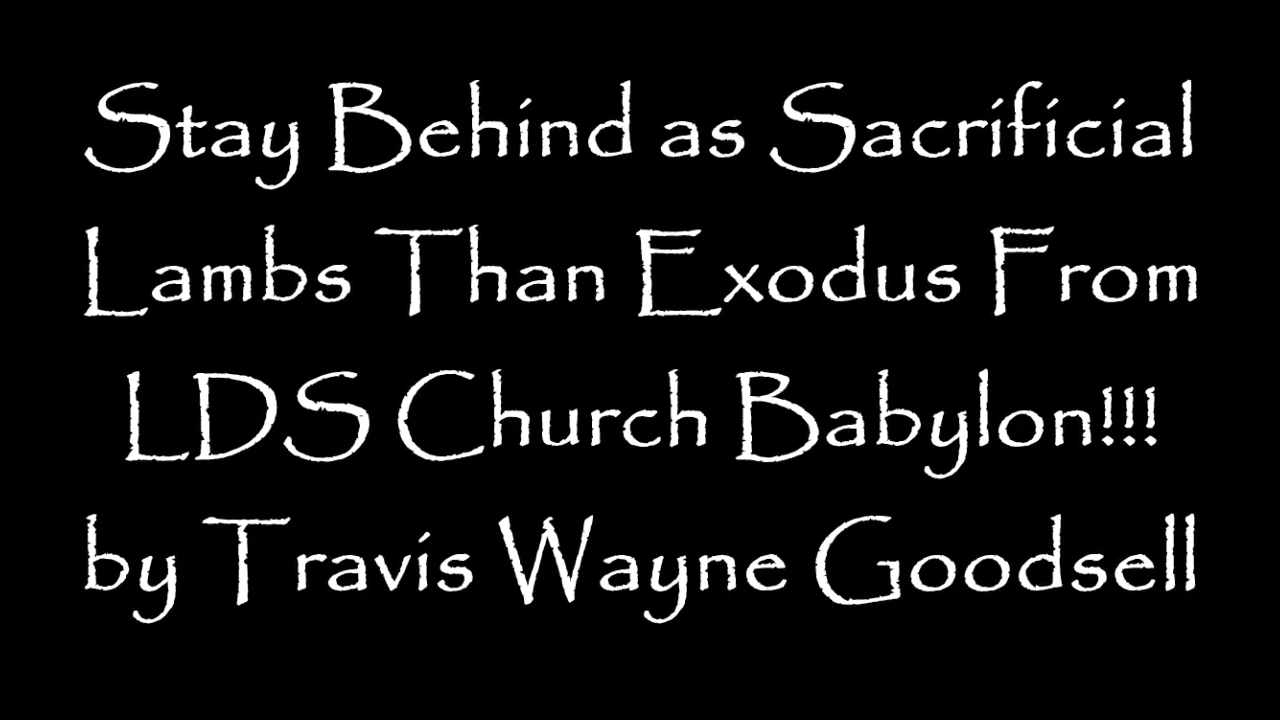 Stay Behind as Sacrificial
Lambs Than Exodus From
LDS Church Babylon!!!
by Travis Wayne Goodsell